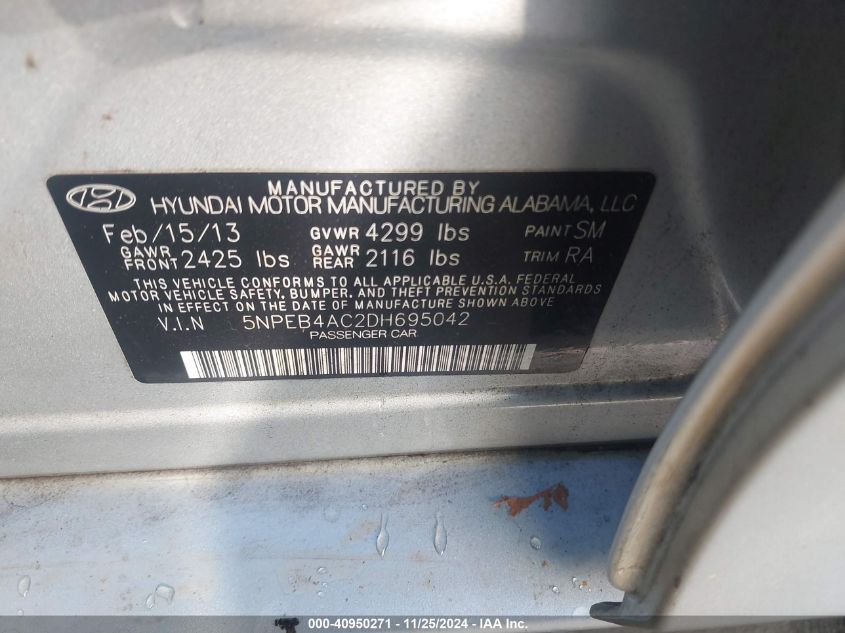 MANUFACTURED BY
HYUNDAI MOTOR MANUFACTURING ALABAMA, LLC
Feb/15/13 GVWR 4299 lbs PAINT SM
GAWR FRONT 2425 lbs GAWR REAR 2116 lbs TRIM RA
THIS VEHICLE CONFORMS TO ALL APPLICABLE U.S.A. FEDERAL
MOTOR VEHICLE SAFETY, BUMPER, AND THEFT PREVENTION STANDARDS
IN EFFECT ON THE DATE OF MANUFACTURE SHOWN ABOVE
V.I.N 5NPEB4AC2DH695042
PASSENGER CAR
000-40950271 - 11/25/2024 - IAA Inc.